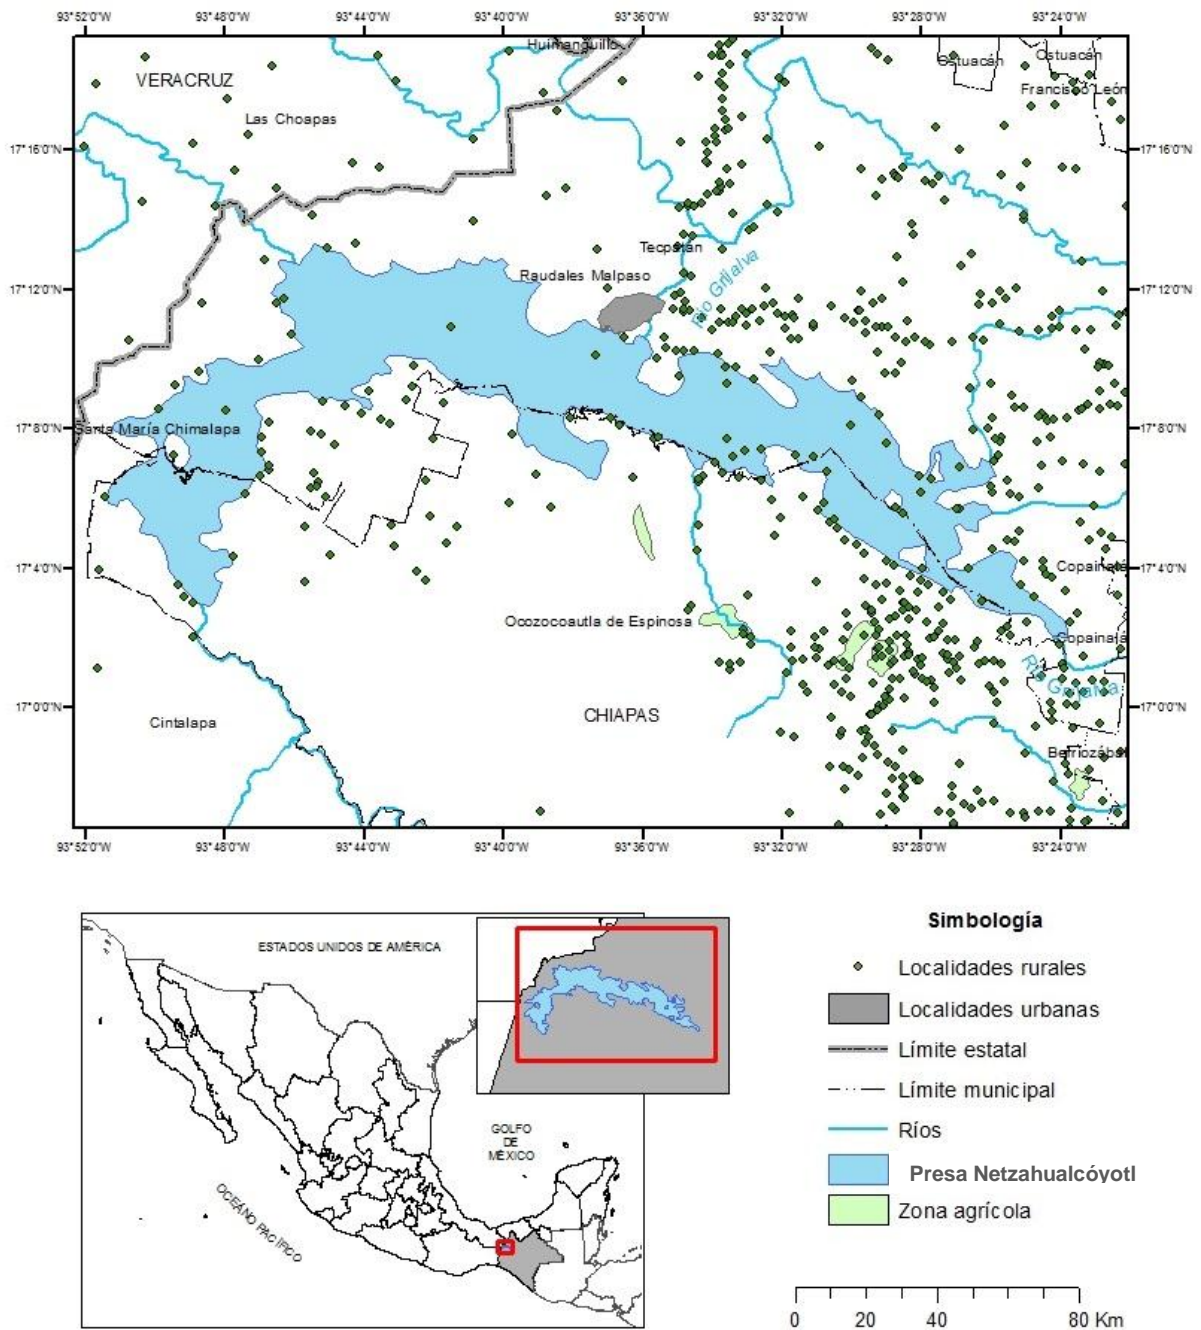 93°52'0"W 93°48'0"W 93°44'0"W 93°40'0"W 93°36'0"W 93°32'0"W 93°28'0"W 93°24'0"W
Huimanguillo
Ostuacán
Ostuacán
VERACRUZ
Francisco León
Las Choapas
17°16'0"N
17°16'0"N
Tecpatán
Raudales Malpaso
Río Grijalva
17°12'0"N
17°12'0"N
17°8'0"N
Santa María Chimalapa
17°8'0"N
17°4'0"N
Copainalá
17°4'0"N
Ocozocoautla de Espinosa
Copainalá
Río Grijalva
17°0'0"N
Cintalapa
CHIAPAS
17°0'0"N
Berriozábal
93°52'0"W 93°48'0"W 93°44'0"W 93°40'0"W 93°36'0"W 93°32'0"W 93°28'0"W 93°24'0"W
ESTADOS UNIDOS DE AMÉRICA
GOLFO
DE
MÉXICO
OCEÁNO PACÍFICO
Simbología
Localidades rurales
Localidades urbanas
Límite estatal
Límite municipal
Ríos
Presa Netzahualcóyotl
Zona agrícola
0 20 40 80 Km